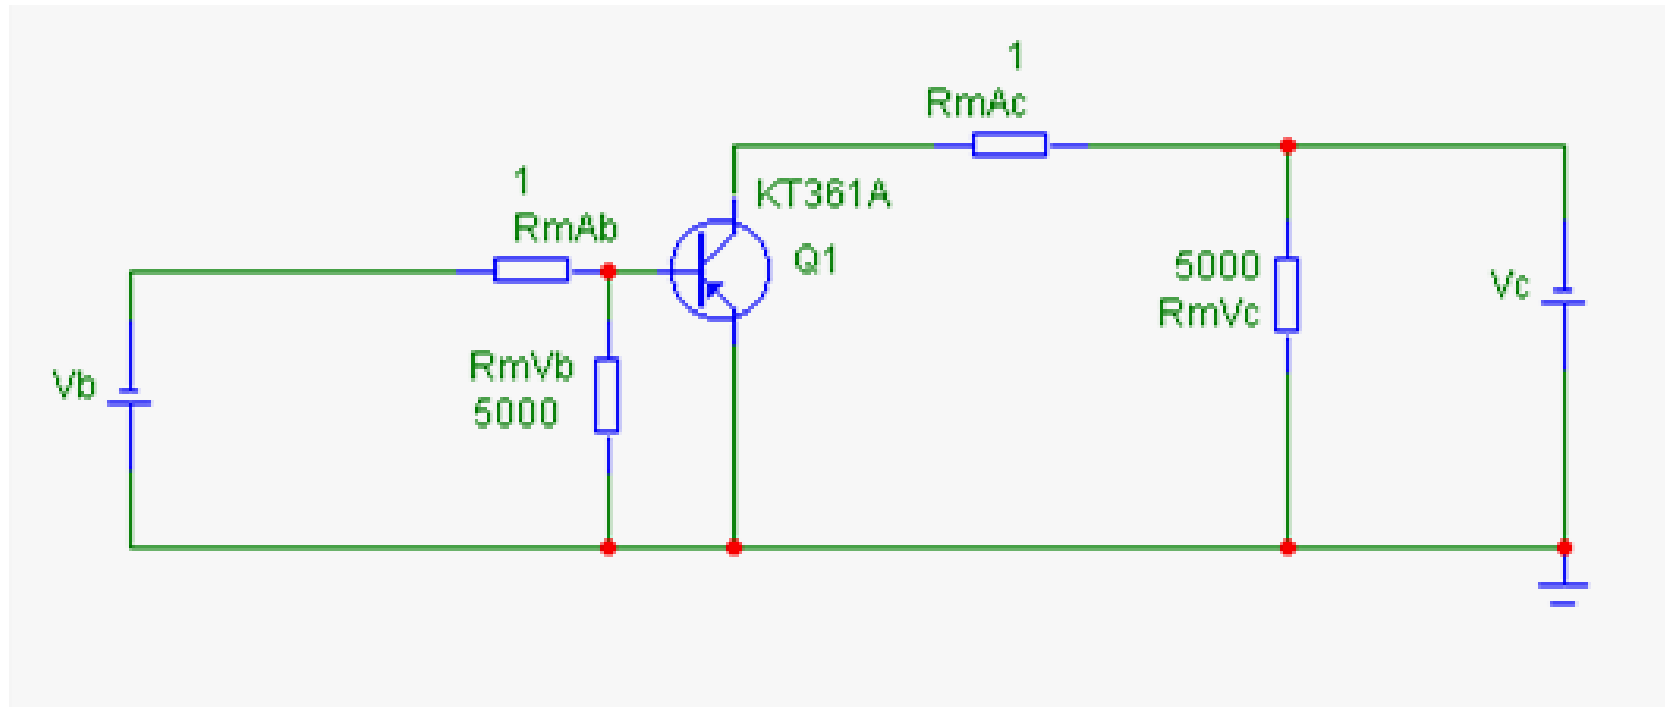 1
RmAc
1
RmAb
KT361A
Q1
RmVb
5000
Vb
5000
RmVc
Vc